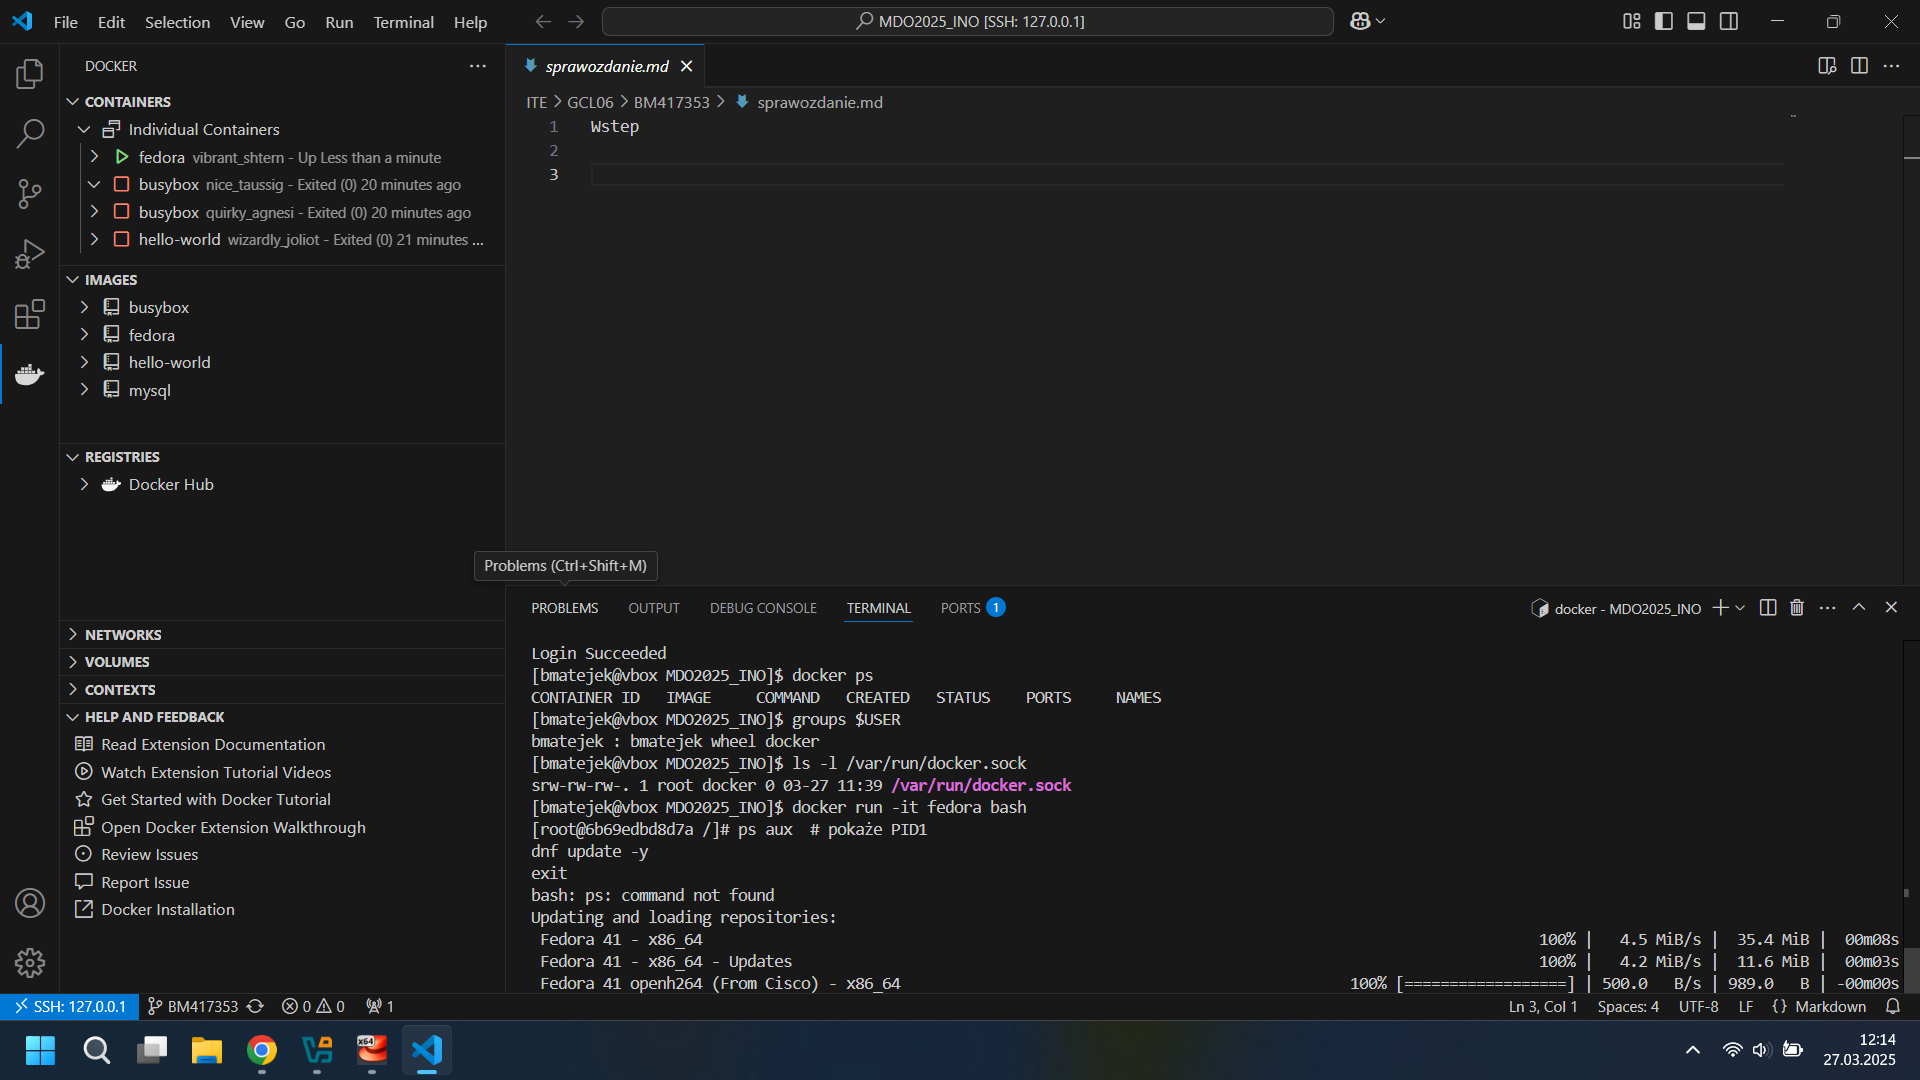 File Edit Selection View Go Run Terminal Help
MDO2025_INO [SSH: 127.0.0.1]
DOCKER
CONTAINERS
Individual Containers
fedora vibrant_shtern - Up Less than a minute
busybox nice_taussig - Exited (0) 20 minutes ago
busybox quirky_agnesi - Exited (0) 20 minutes ago
hello-world wizardly_joliot - Exited (0) 21 minutes ...
IMAGES
busybox
fedora
hello-world
mysql
REGISTRIES
Docker Hub
NETWORKS
VOLUMES
CONTEXTS
HELP AND FEEDBACK
Read Extension Documentation
Watch Extension Tutorial Videos
Get Started with Docker Tutorial
Open Docker Extension Walkthrough
Review Issues
Report Issue
Docker Installation
sprawozdanie.md
ITE > GCL06 > BM417353 > sprawozdanie.md
1 Wstep
2
3
Problems (Ctrl+Shift+M)
PROBLEMS OUTPUT DEBUG CONSOLE TERMINAL PORTS 1
docker - MDO2025_INO
Login Succeeded
[bmatejek@vbox MDO2025_INO]$ docker ps
CONTAINER ID IMAGE COMMAND CREATED STATUS PORTS NAMES
[bmatejek@vbox MDO2025_INO]$ groups $USER
bmatejek : bmatejek wheel docker
[bmatejek@vbox MDO2025_INO]$ ls -l /var/run/docker.sock
srw-rw-rw-. 1 root docker 0 03-27 11:39 /var/run/docker.sock
[bmatejek@vbox MDO2025_INO]$ docker run -it fedora bash
[root@6b69edbd8d7a /]# ps aux # pokaże PID1
dnf update -y
exit
bash: ps: command not found
Updating and loading repositories:
Fedora 41 - x86_64 100% | 4.5 MiB/s | 35.4 MiB | 00m08s
Fedora 41 - x86_64 - Updates 100% | 4.2 MiB/s | 11.6 MiB | 00m03s
Fedora 41 openh264 (From Cisco) - x86_64 100% [==================] | 500.0 B/s | 989.0 B | -00m00s
SSH: 127.0.0.1 BM417353 0 0 1 Ln 3, Col 1 Spaces: 4 UTF-8 LF {} Markdown
x64
12:14
27.03.2025